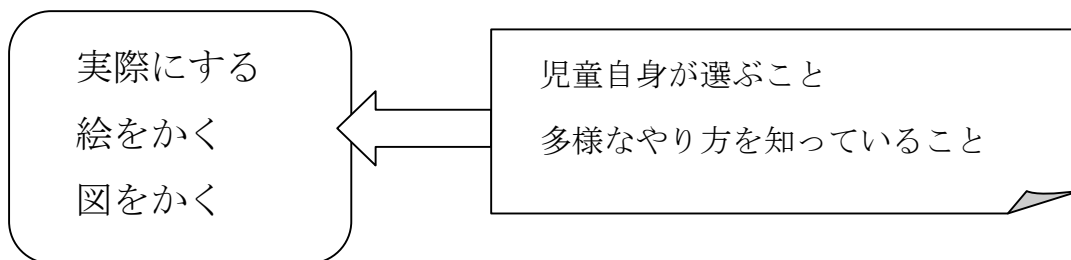 実際にする
絵をかく
図をかく
児童自身が選ぶこと
多様なやり方を知っていること